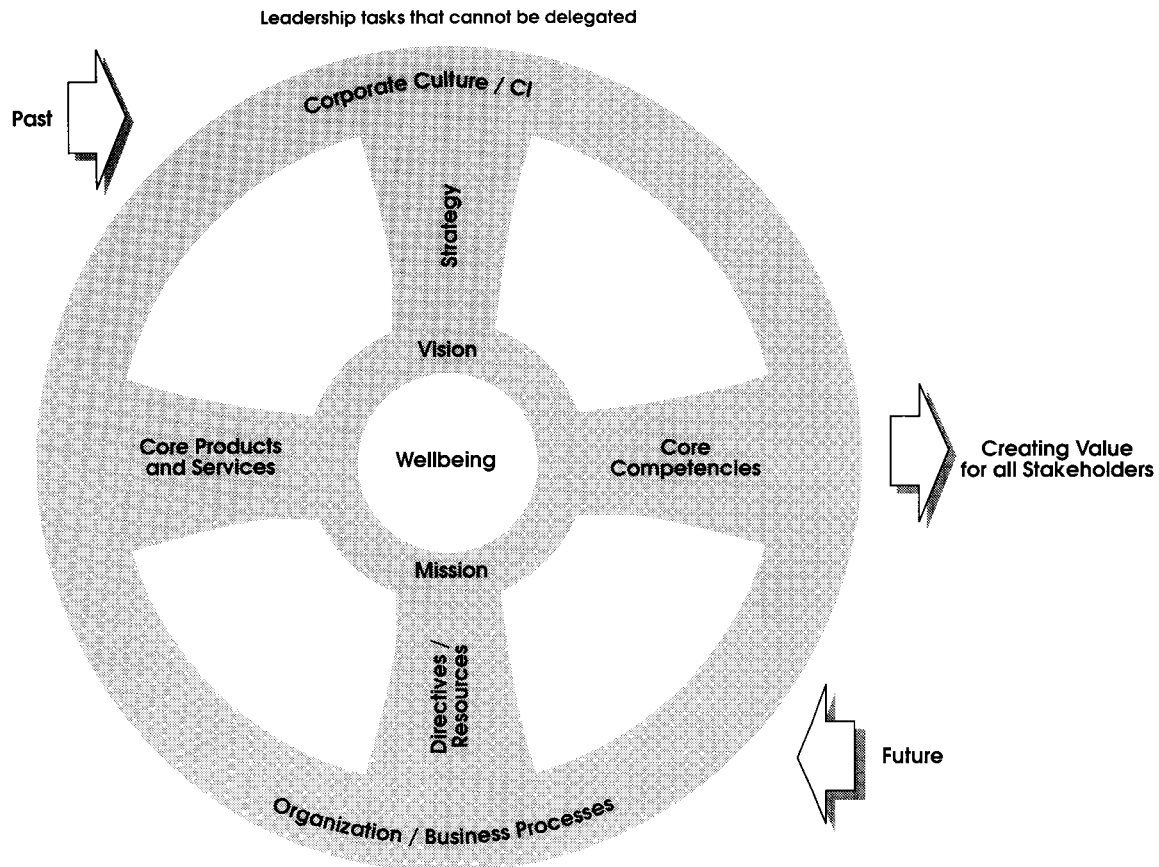 Leadership tasks that cannot be delegated
Corporate Culture / CI
Past
Strategy
Vision
Core Products
and Services
Wellbeing
Core
Competencies
Creating Value
for all Stakeholders
Mission
Directives /
Resources
Future
Organization / Business Processes